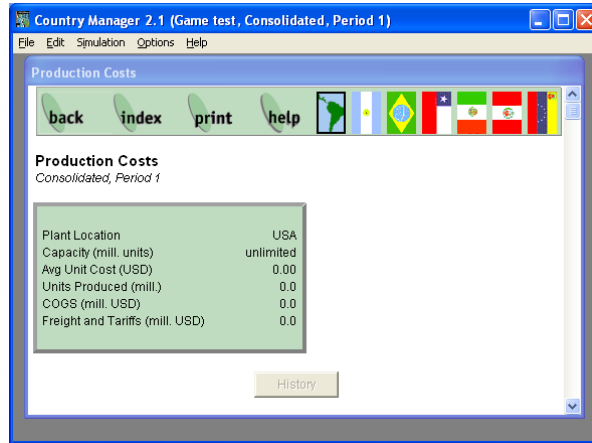 Country Manager 2.1 (Game test, Consolidated, Period 1)
File Edit Simulation Options Help
Production Costs
back index print help
Production Costs
Consolidated, Period 1
Plant Location USA
Capacity (mill. units) unlimited
Avg Unit Cost (USD) 0.00
Units Produced (mill.) 0.0
COGS (mill. USD) 0.0
Freight and Tariffs (mill. USD) 0.0
History